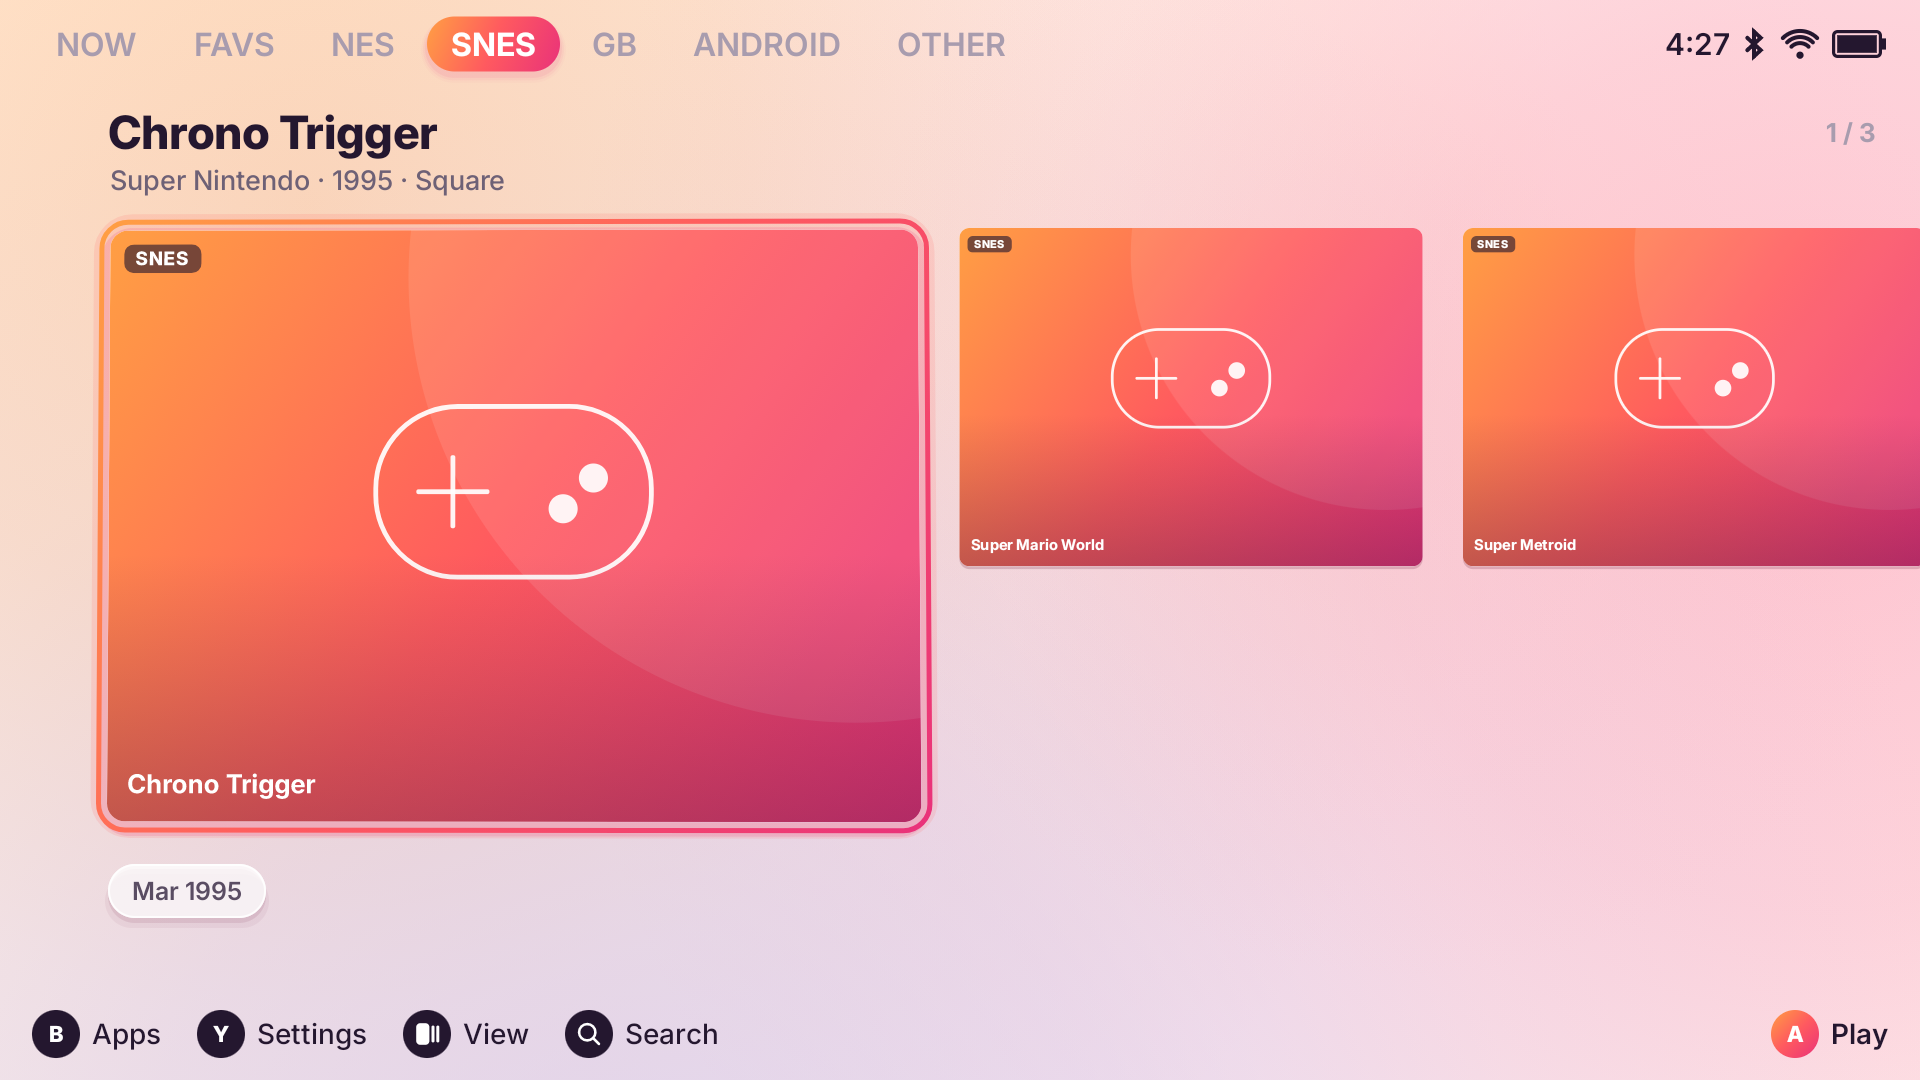 NOW FAVS NES SNES GB ANDROID OTHER 4:27
Chrono Trigger 1 / 3
Super Nintendo · 1995 · Square
SNES SNES SNES
Super Mario World Super Metroid
Chrono Trigger
Mar 1995
B Apps Y Settings View Search A Play